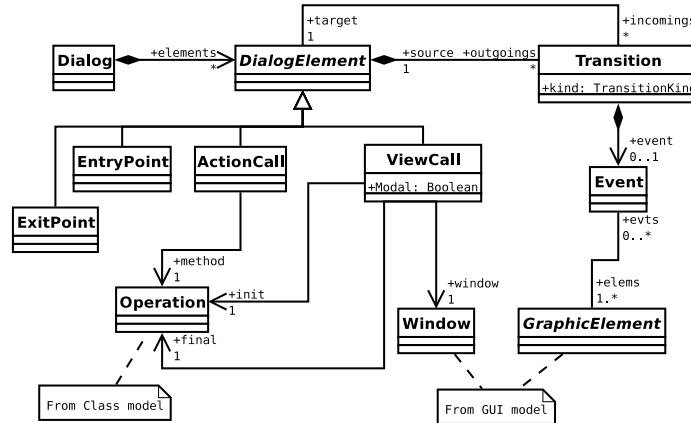 +target
1
+incomings
*
Dialog
+elements
*
DialogElement
+source
1
+outgoings
*
Transition
+kind: TransitionKind
+event
0..1
EntryPoint
ActionCall
ViewCall
+Modal: Boolean
Event
ExitPoint
+evts
0..*
+method
1
+elems
1..*
Operation
+init
1
+window
1
Window
GraphicElement
+final
1
From Class model
From GUI model